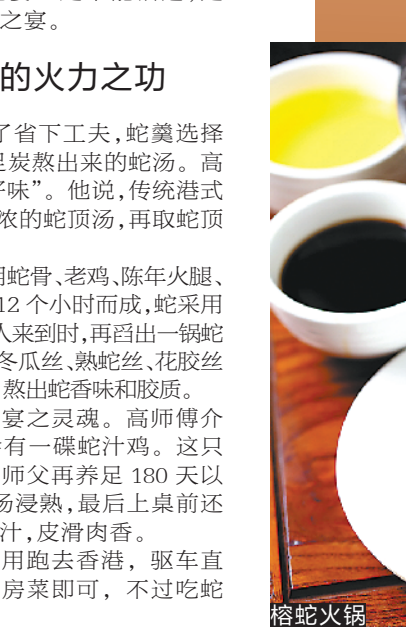 之宴。
的火力之功
了省下工夫,蛇羹选择
炭熬出来的蛇汤。高
味”。他说,传统港式
浓的蛇顶汤,再取蛇顶
蛇骨、老鸡、陈年火腿、
12个小时而成,蛇采用
人来到时,再舀出一锅蛇
冬瓜丝、熟蛇丝、花胶丝
熬出蛇香味和胶质。
宴之灵魂。高师傅介
有一碟蛇汁鸡。这只
师父再养足 180 天以
汤浸熟,最后上桌前还
汁,皮滑肉香。
用跑去香港，驱车直
房菜即可，不过吃蛇
榕蛇火锅